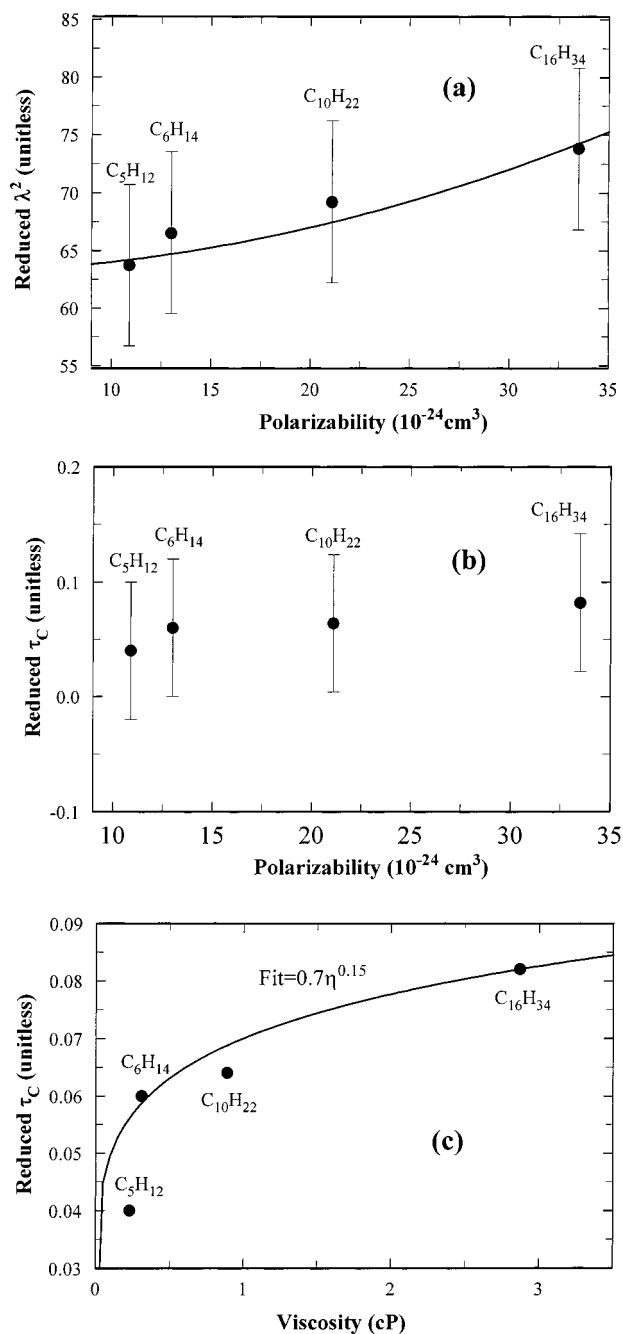 85
80
75
70
65
60
55
Reduced λ² (unitless)
(a)
C₅H₁₂
C₆H₁₄
C₁₀H₂₂
C₁₆H₃₄
10 15 20 25 30 35
Polarizability (10⁻²⁴cm³)
0.2
0.1
0.0
-0.1
Reduced τ_C (unitless)
C₅H₁₂
C₆H₁₄
C₁₀H₂₂
C₁₆H₃₄
(b)
10 15 20 25 30 35
Polarizability (10⁻²⁴ cm³)
0.09
0.08
0.07
0.06
0.05
0.04
0.03
Reduced τ_C (unitless)
Fit=0.7η⁰·¹⁵
C₁₆H₃₄
C₆H₁₄
C₁₀H₂₂
C₅H₁₂
(c)
0 1 2 3
Viscosity (cP)